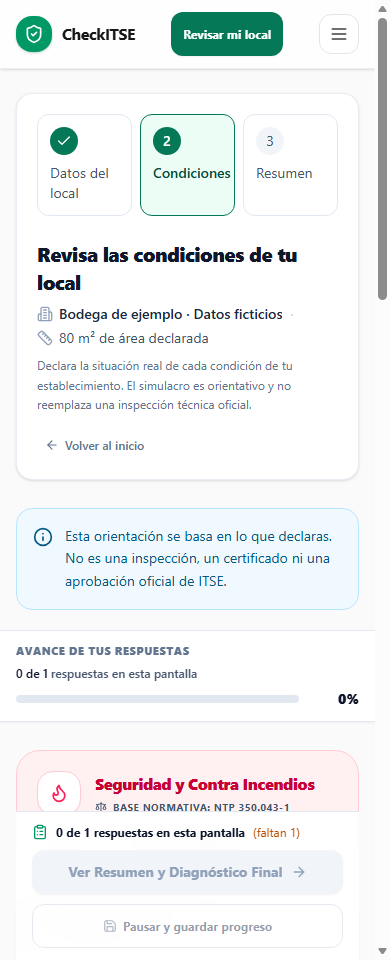 CheckITSE
Revisar mi local
2
3
Datos del
local
Condiciones
Resumen
Revisa las condiciones de tu
local
Bodega de ejemplo · Datos ficticios ·
80 m² de área declarada
Declara la situación real de cada condición de tu
establecimiento. El simulacro es orientativo y no
reemplaza una inspección técnica oficial.
← Volver al inicio
Esta orientación se basa en lo que declaras.
No es una inspección, un certificado ni una
aprobación oficial de ITSE.
AVANCE DE TUS RESPUESTAS
0 de 1 respuestas en esta pantalla
0%
Seguridad y Contra Incendios
BASE NORMATIVA: NTP 350.043-1
0 de 1 respuestas en esta pantalla (faltan 1)
Ver Resumen y Diagnóstico Final →
Pausar y guardar progreso